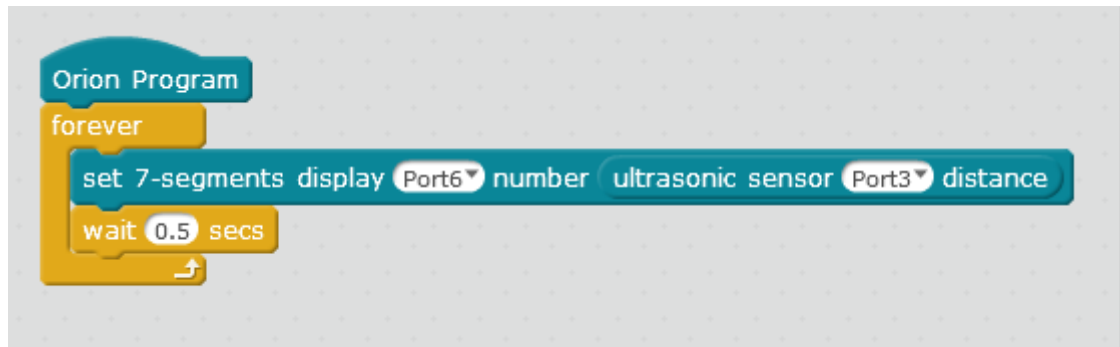 Orion Program
forever
set 7-segments display Port6 number ultrasonic sensor Port3 distance
wait 0.5 secs